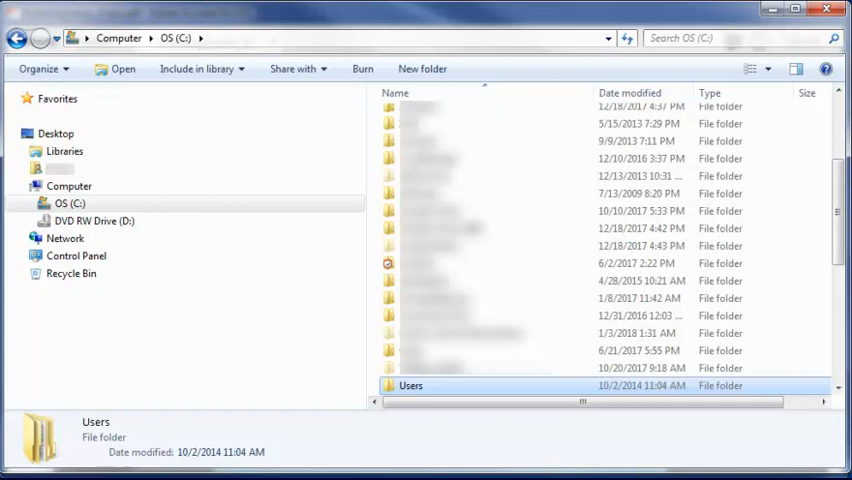 Computer OS (C:) Search OS (C:)
Organize Open Include in library Share with Burn New folder
Favorites
Desktop
Libraries
Computer
OS (C:)
DVD RW Drive (D:)
Network
Control Panel
Recycle Bin
Name Date modified Type Size
12/18/2017 4:37 PM File folder
5/15/2013 7:29 PM File folder
9/9/2013 7:11 PM File folder
12/10/2016 3:37 PM File folder
12/13/2013 10:31 ... File folder
7/13/2009 8:20 PM File folder
10/10/2017 5:33 PM File folder
12/18/2017 4:42 PM File folder
12/18/2017 4:43 PM File folder
6/2/2017 2:22 PM File folder
4/28/2015 10:21 AM File folder
1/8/2017 11:42 AM File folder
12/31/2016 12:03 ... File folder
1/3/2018 1:31 AM File folder
6/21/2017 5:55 PM File folder
10/20/2017 9:18 AM File folder
Users 10/2/2014 11:04 AM File folder
Users
File folder
Date modified: 10/2/2014 11:04 AM